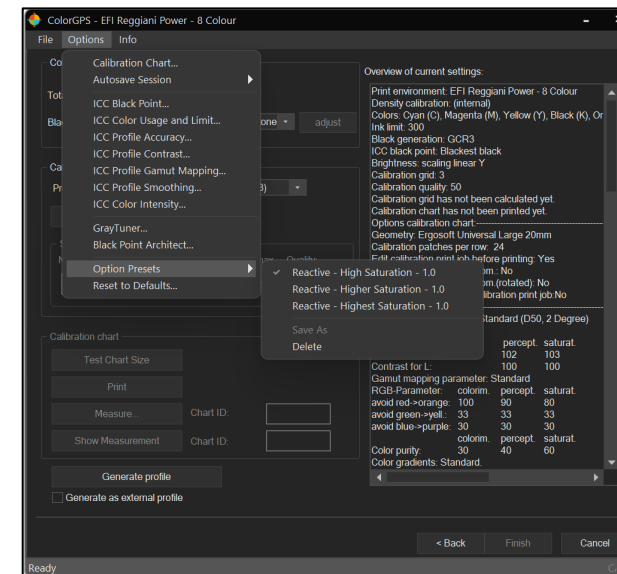 ColorGPS - EFI Reggiani Power - 8 Colour
File Options Info
Calibration Chart...
Autosave Session
ICC Black Point...
ICC Color Usage and Limit...
ICC Profile Accuracy...
ICC Profile Contrast...
ICC Profile Gamut Mapping...
ICC Profile Smoothing...
ICC Color Intensity...
GrayTuner...
Black Point Architect...
Option Presets
Reset to Defaults...
Reactive - High Saturation - 1.0
Reactive - Higher Saturation - 1.0
Reactive - Highest Saturation - 1.0
Save As
Delete
adjust
Calibration chart
Test Chart Size
Print
Measure... Chart ID:
Show Measurement Chart ID:
Generate profile
Generate as external profile
Overview of current settings:
Print environment: EFI Reggiani Power - 8 Colour
Density calibration: (internal)
Colors: Cyan (C), Magenta (M), Yellow (Y), Black (K), Or
Ink limit: 300
Black generation: GCR3
ICC black point: Blackest black
Brightness: scaling linear Y
Calibration grid: 3
Calibration quality: 50
Calibration grid has not been calculated yet.
Calibration chart has not been printed yet.
Options calibration chart:
Geometry: Ergosoft Universal Large 20mm
Calibration patches per row: 24
Edit calibration print job before printing: Yes
om.: No
om.(rotated): No
libration print job:No
tandard (D50, 2 Degree)
percept. saturat.
102 103
Contrast for L: 100 100
Gamut mapping parameter: Standard
RGB-Parameter: colorim. percept. saturat.
avoid red->orange: 100 90 80
avoid green->yell.: 33 33 33
avoid blue->purple: 30 30 30
colorim. percept. saturat.
Color purity: 30 40 60
Color gradients: Standard.
< Back Finish Cancel
Ready